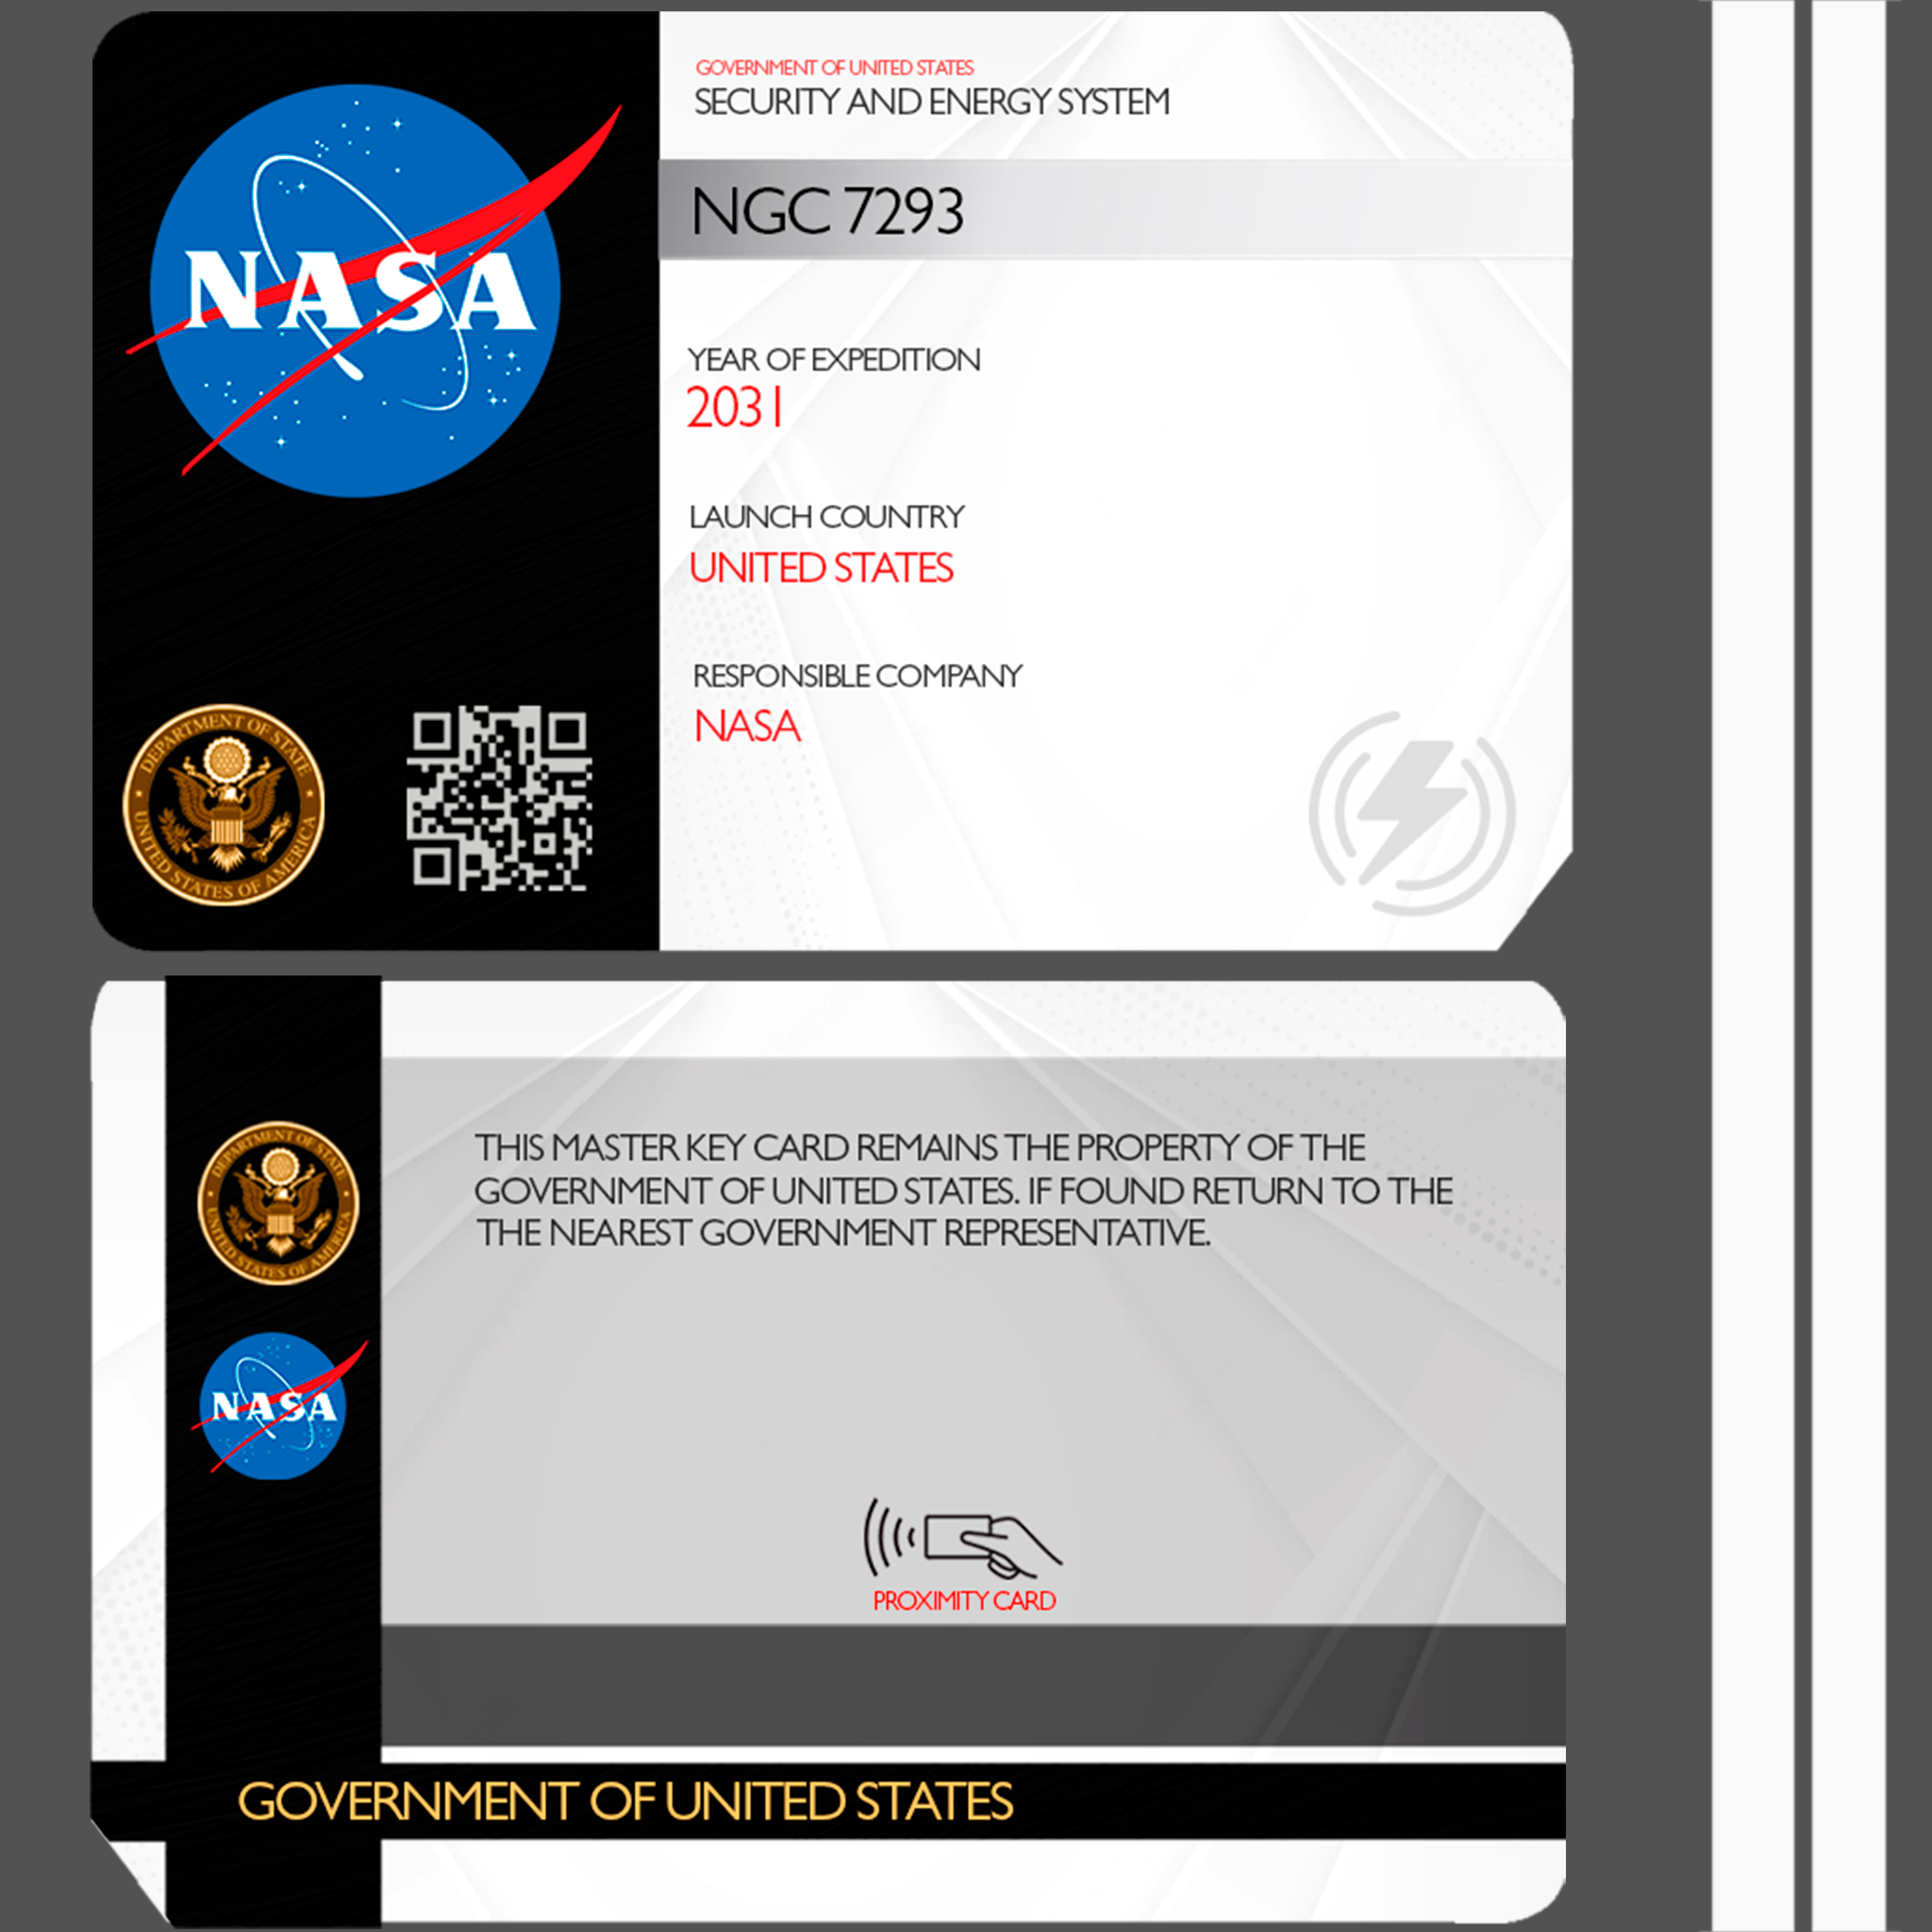 GOVERNMENT OF UNITED STATES
SECURITY AND ENERGY SYSTEM
NASA
NGC 7293
YEAR OF EXPEDITION
2031
LAUNCH COUNTRY
UNITED STATES
RESPONSIBLE COMPANY
NASA
DEPARTMENT OF STATE
UNITED STATES OF AMERICA
THIS MASTER KEY CARD REMAINS THE PROPERTY OF THE
GOVERNMENT OF UNITED STATES. IF FOUND RETURN TO THE
THE NEAREST GOVERNMENT REPRESENTATIVE.
DEPARTMENT OF STATE
UNITED STATES OF AMERICA
NASA
PROXIMITY CARD
GOVERNMENT OF UNITED STATES